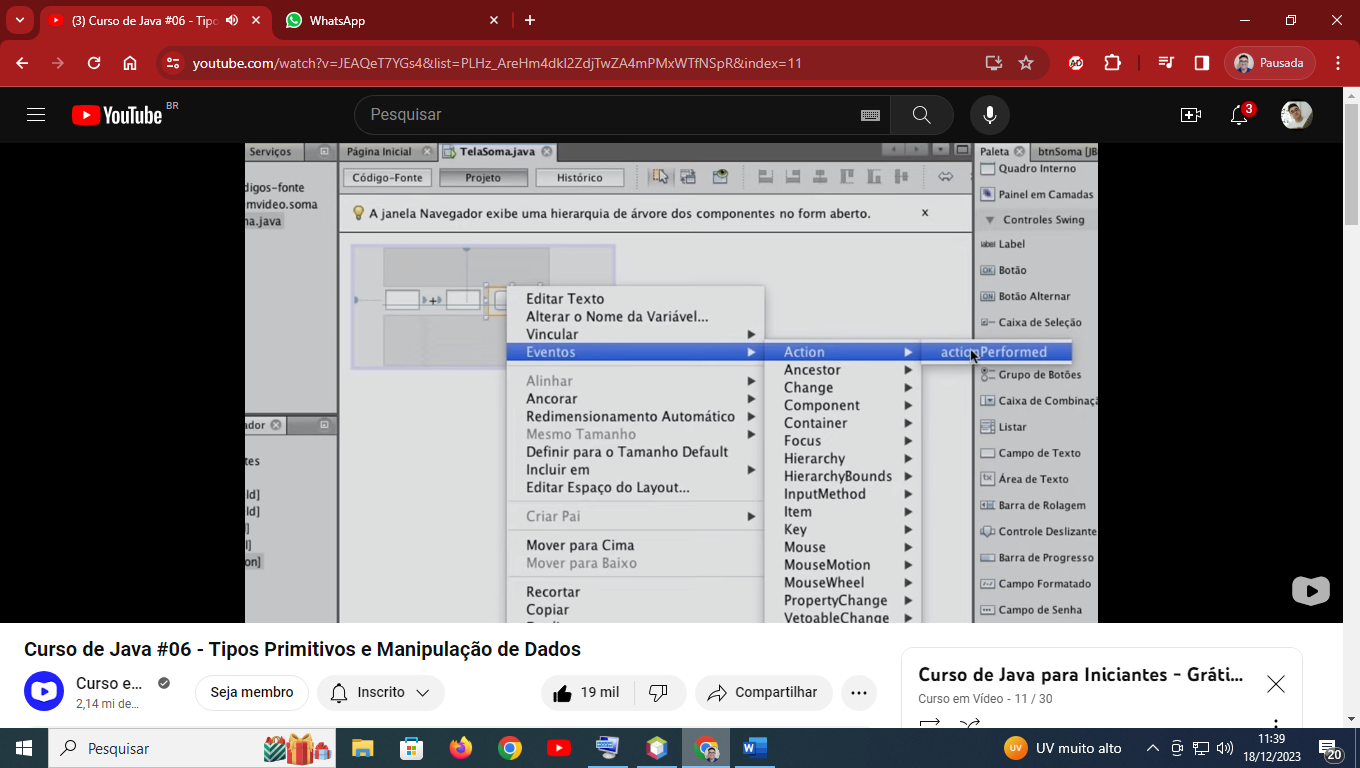 (3) Curso de Java #06 - Tipo
WhatsApp
youtube.com/watch?v=JEAQeT7YGs4&list=PLHz_AreHm4dkI2ZdjTwZA4mPMxWTfNSpR&index=11
Pausada
YouTube BR
Pesquisar
3
Serviços
Página Inicial
TelaSoma.java
Paleta
btnSoma [JB
Código-Fonte
Projeto
Histórico
Quadro Interno
digos-fonte
mvideo.soma
na.java
A janela Navegador exibe uma hierarquia de árvore dos componentes no form aberto.
x
Painel em Camadas
Controles Swing
label Label
OK Botão
ON Botão Alternar
Caixa de Seleção
Grupo de Botões
Caixa de Combinaçã
Listar
Campo de Texto
Área de Texto
Barra de Rolagem
Controle Deslizante
Barra de Progresso
Campo Formatado
Campo de Senha
+
Editar Texto
Alterar o Nome da Variável...
Vincular
Eventos
Alinhar
Ancorar
Redimensionamento Automático
Mesmo Tamanho
Definir para o Tamanho Default
Incluir em
Editar Espaço do Layout...
Criar Pai
Mover para Cima
Mover para Baixo
Recortar
Copiar
Action
Ancestor
Change
Component
Container
Focus
Hierarchy
HierarchyBounds
InputMethod
Item
Key
Mouse
MouseMotion
MouseWheel
PropertyChange
VetoableChange
actionPerformed
ador
tes
ld]
ld]
l]
l]
on]
Curso de Java #06 - Tipos Primitivos e Manipulação de Dados
Curso e...
2,14 mi de...
Seja membro
Inscrito
19 mil
Compartilhar
Curso de Java para Iniciantes - Gráti...
Curso em Vídeo - 11 / 30
Pesquisar
UV
UV muito alto
11:39
18/12/2023
20